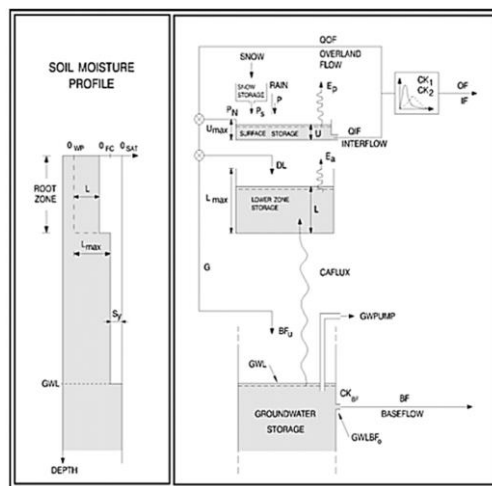 SOIL MOISTURE
PROFILE
θWP θFC θSAT
ROOT
ZONE
L
Lmax
Sy
GWL
DEPTH
QOF
OVERLAND
FLOW
SNOW
SNOW
STORAGE
RAIN
P
Ps
PN
Ep
Umax
SURFACE STORAGE
U
QIF
INTERFLOW
CK1
CK2
OF
IF
DL
Ea
Lmax
LOWER ZONE
STORAGE
L
G
CAFLUX
BFu
GWPUMP
GWL
GROUNDWATER
STORAGE
CKBF
BF
BASEFLOW
GWLBFo